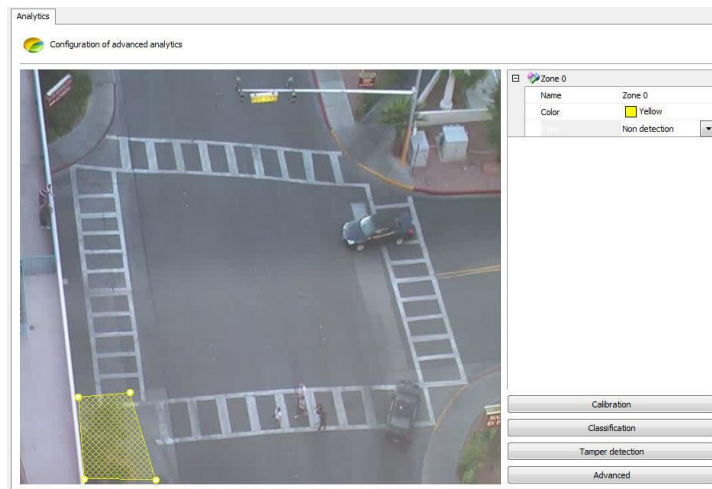 Analytics
Configuration of advanced analytics
Zone 0
Name Zone 0
Color Yellow
Type Non detection
Calibration
Classification
Tamper detection
Advanced